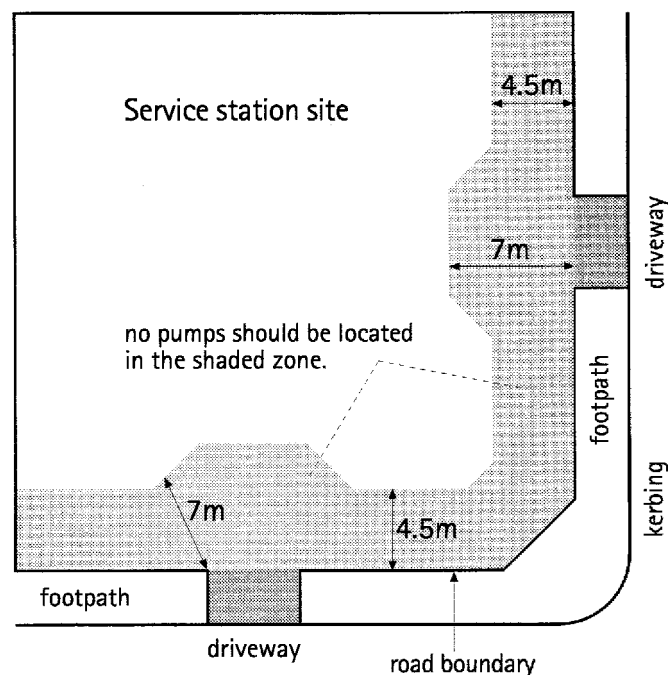 4.5m
Service station site
7m
driveway
no pumps should be located
in the shaded zone.
footpath
7m
4.5m
kerbing
footpath
driveway
road boundary